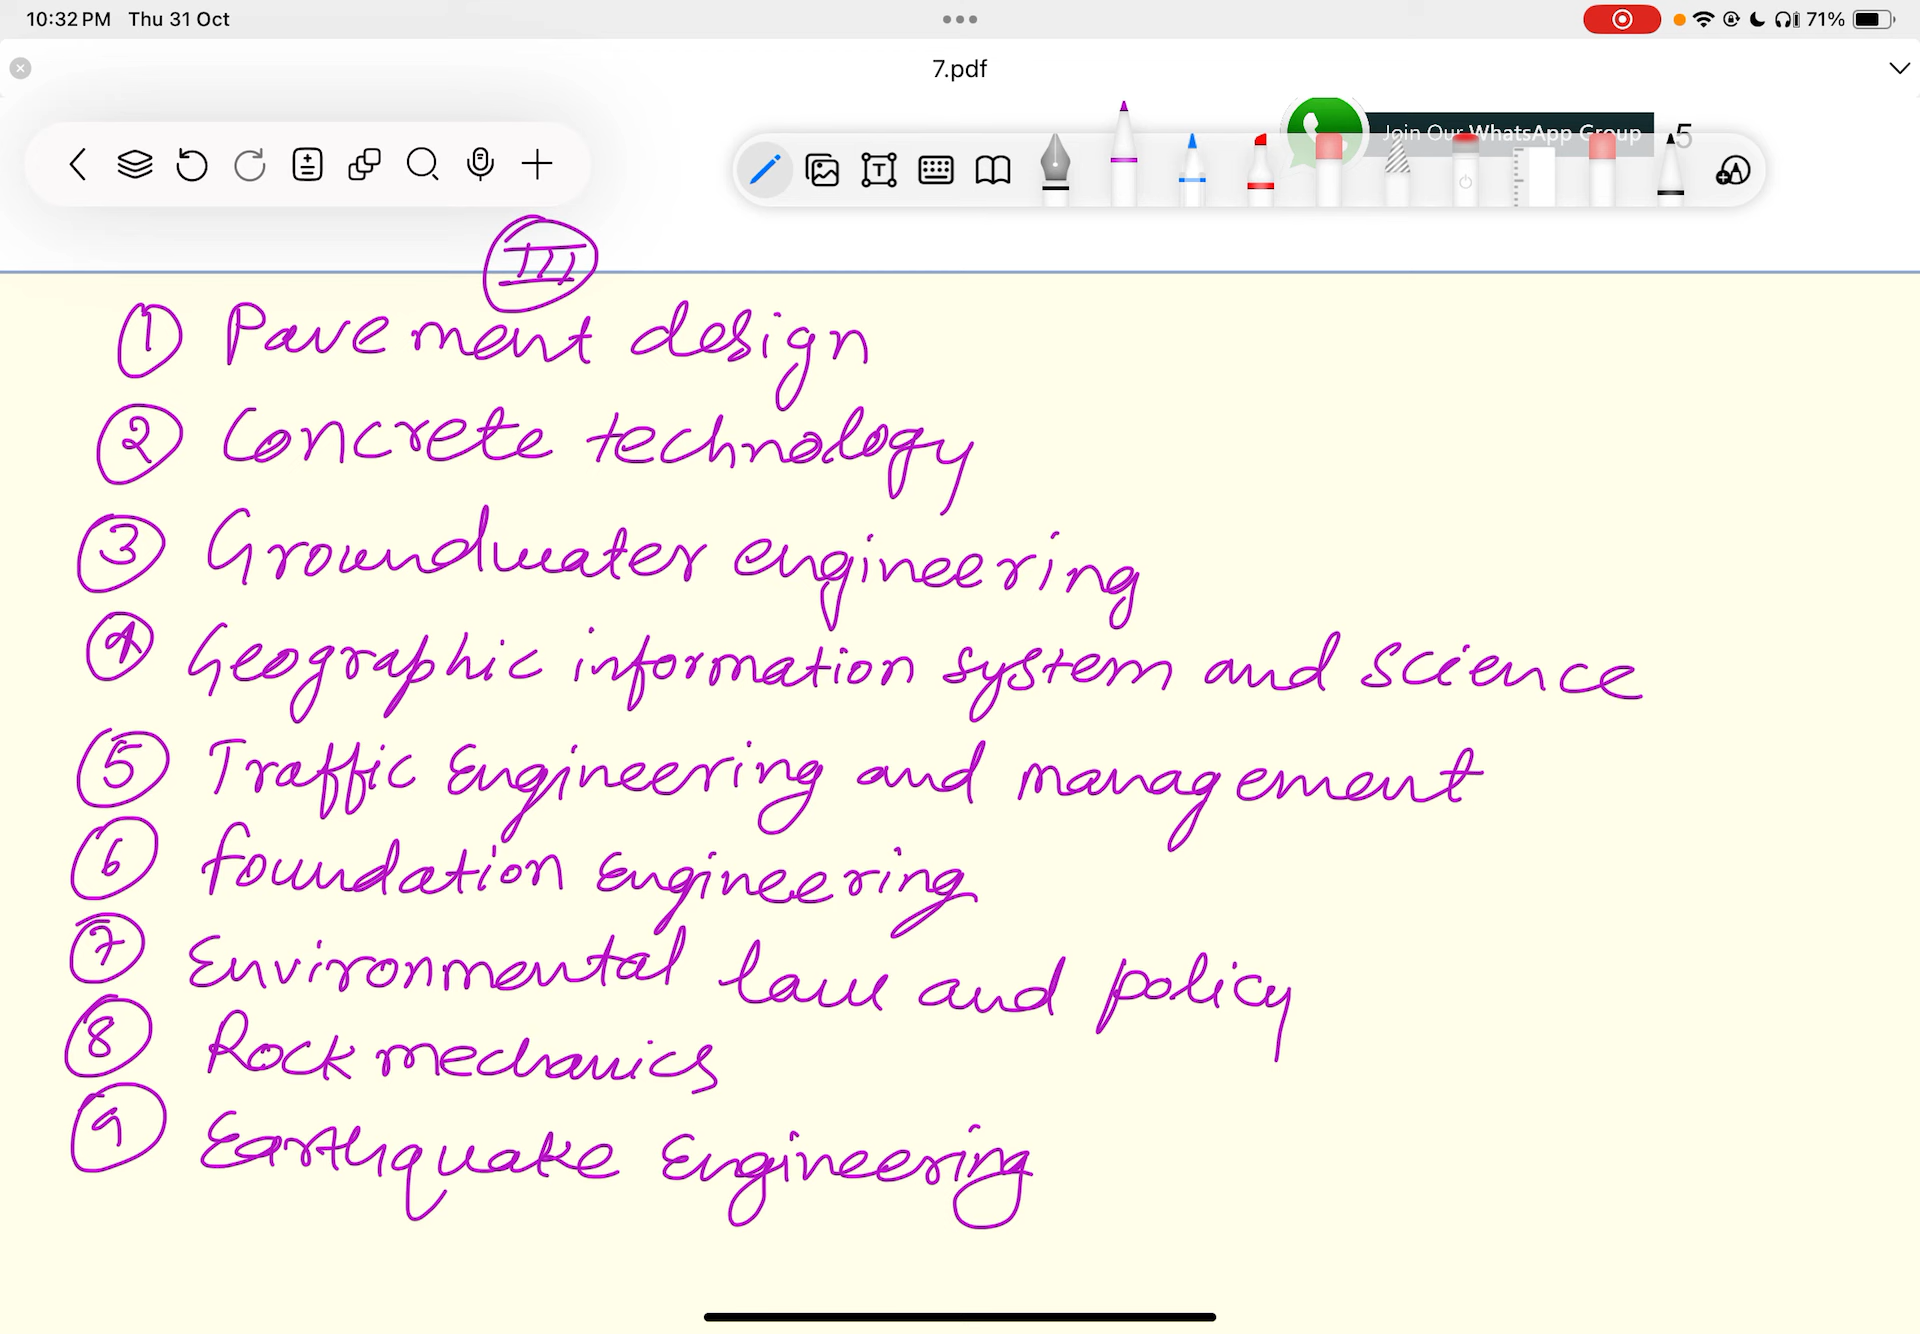 10:32 PM Thu 31 Oct
71%
7.pdf
Join Our WhatsApp Group
5
III
1 Pavement design
2 Concrete technology
3 Groundwater engineering
4 Geographic information system and science
5 Traffic Engineering and management
6 foundation Engineering
7 Environmental law and policy
8 Rock mechanics
9 Earthquake Engineering